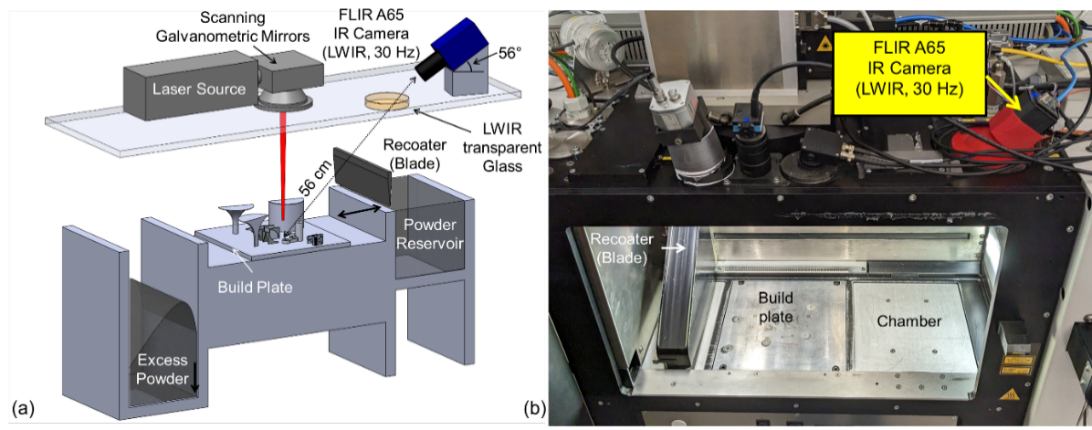 Scanning
Galvanometric Mirrors
FLIR A65
IR Camera
(LWIR, 30 Hz)
56°
Laser Source
LWIR
transparent
Glass
Recoater
(Blade)
56 cm
Powder
Reservoir
Build Plate
Excess
Powder
(a)
FLIR A65
IR Camera
(LWIR, 30 Hz)
Recoater
(Blade)
Build
plate
Chamber
(b)